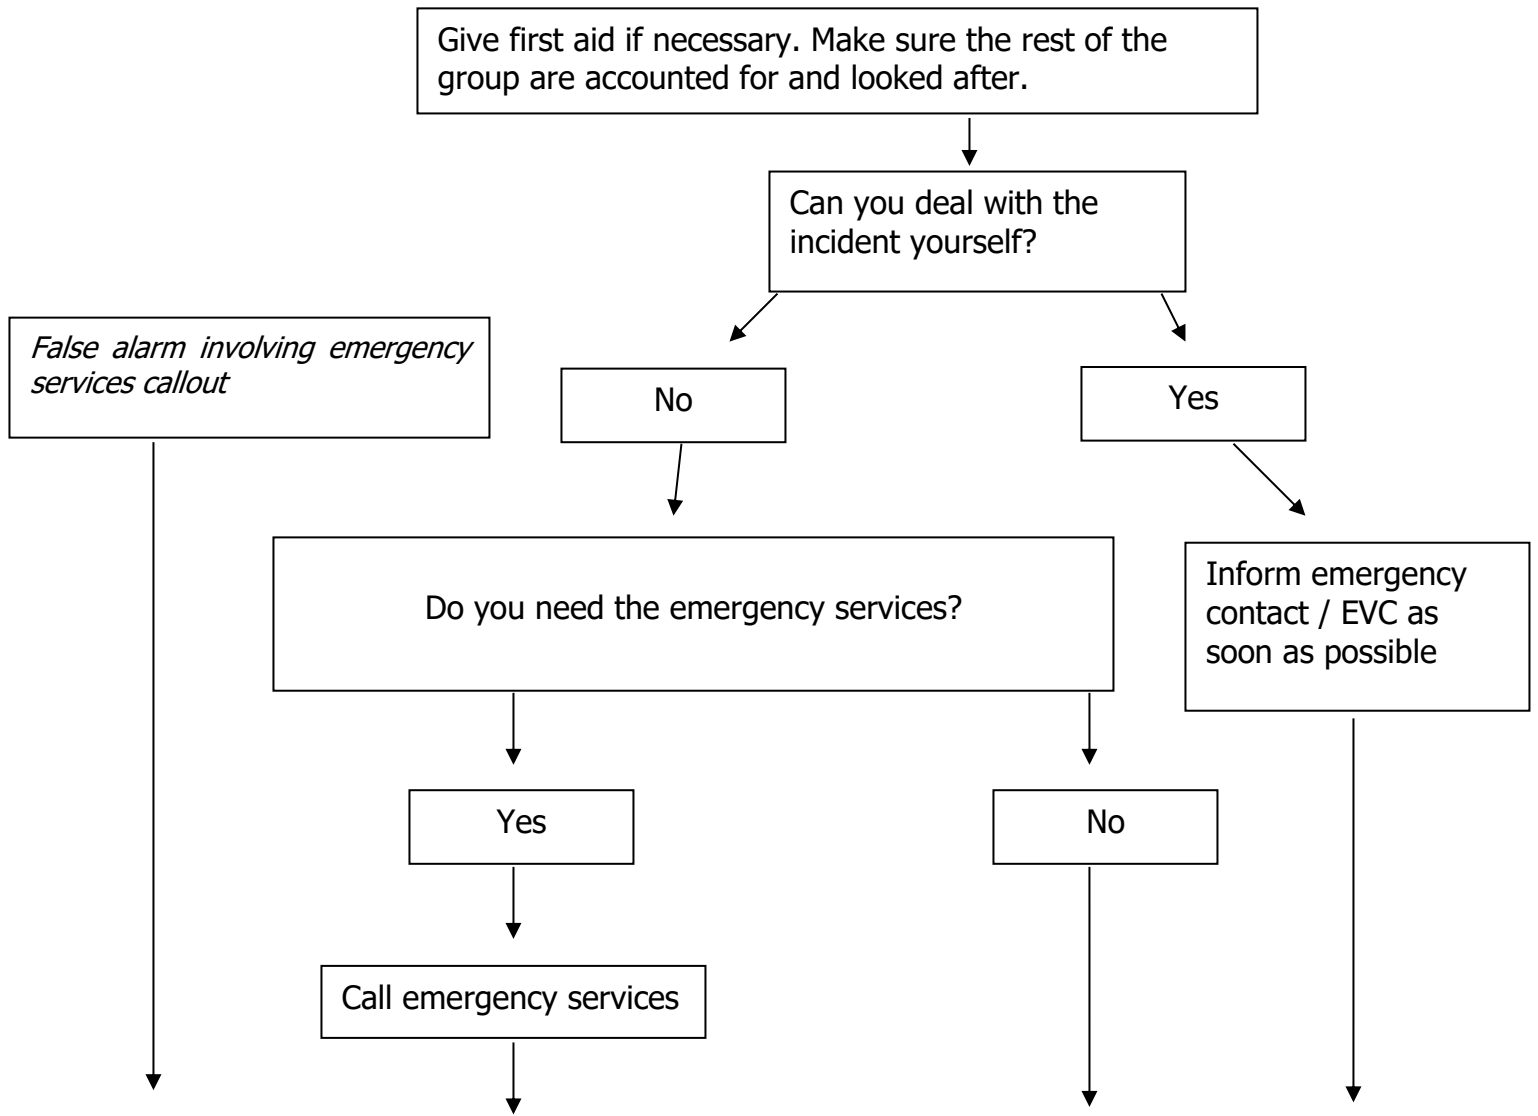 Give first aid if necessary. Make sure the rest of the
group are accounted for and looked after.
Can you deal with the
incident yourself?
False alarm involving emergency
services callout
No
Yes
Do you need the emergency services?
Inform emergency
contact / EVC as
soon as possible
Yes
No
Call emergency services